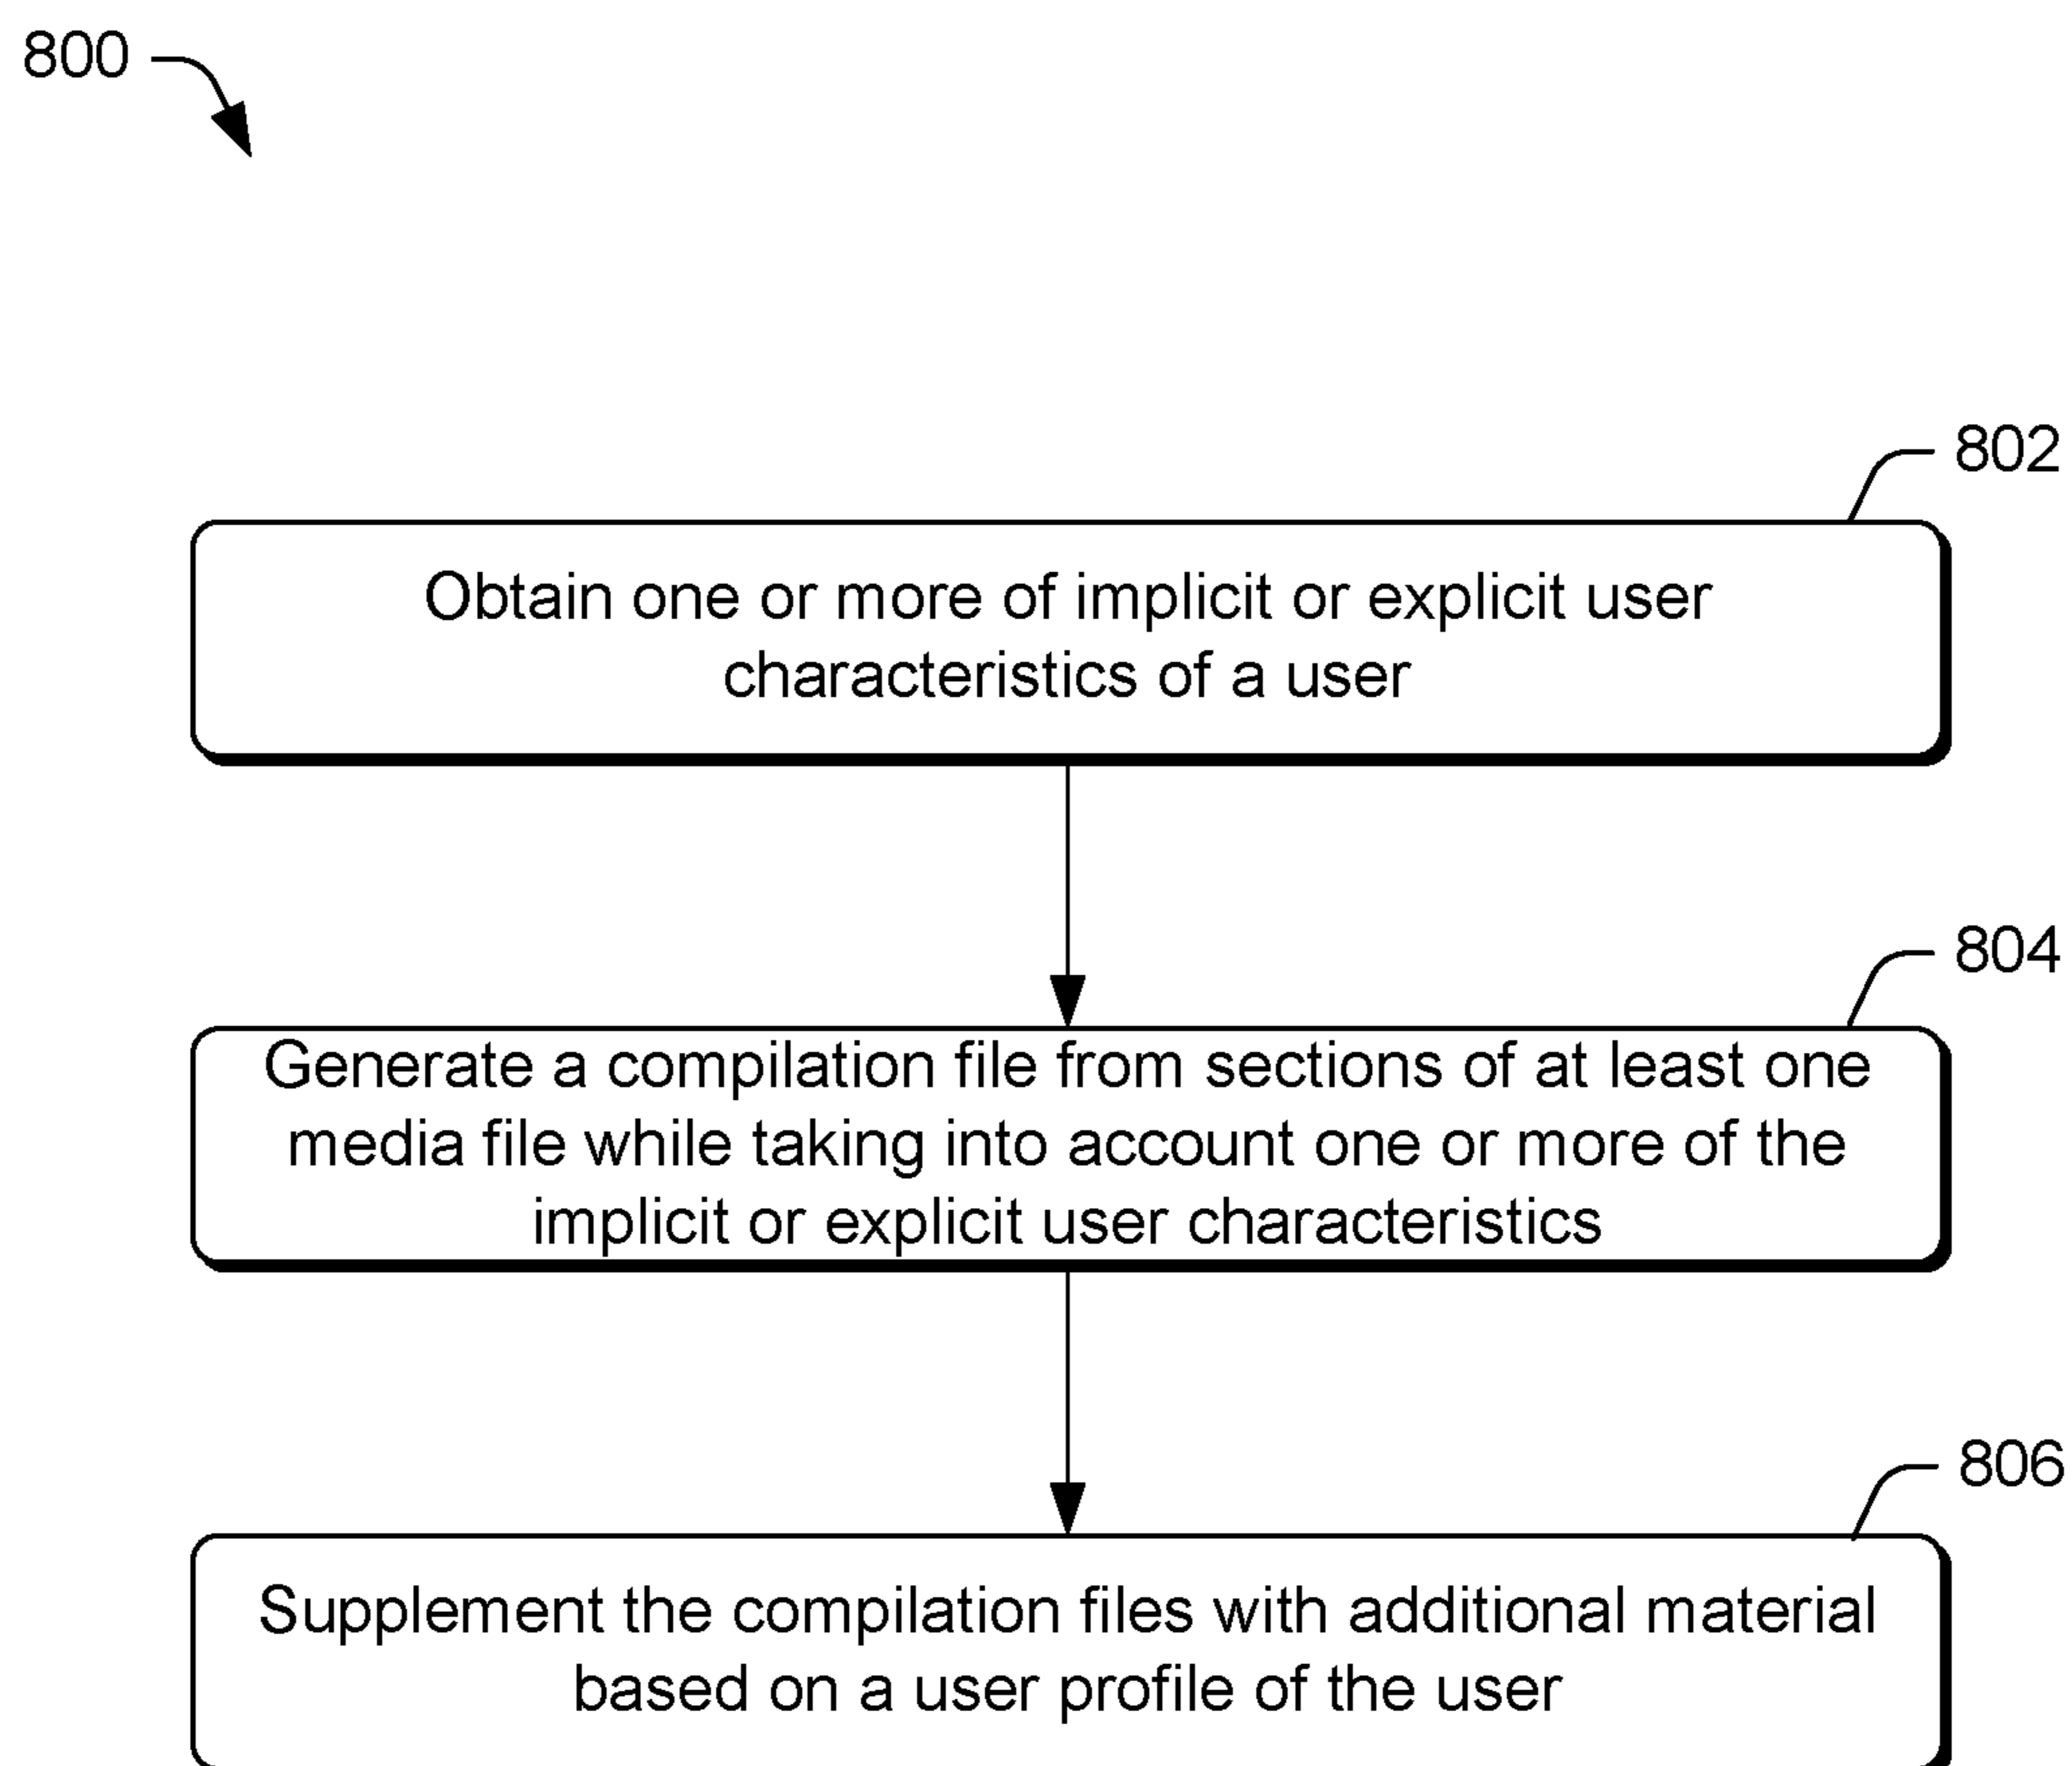 800
802
Obtain one or more of implicit or explicit user
characteristics of a user
804
Generate a compilation file from sections of at least one
media file while taking into account one or more of the
implicit or explicit user characteristics
806
Supplement the compilation files with additional material
based on a user profile of the user